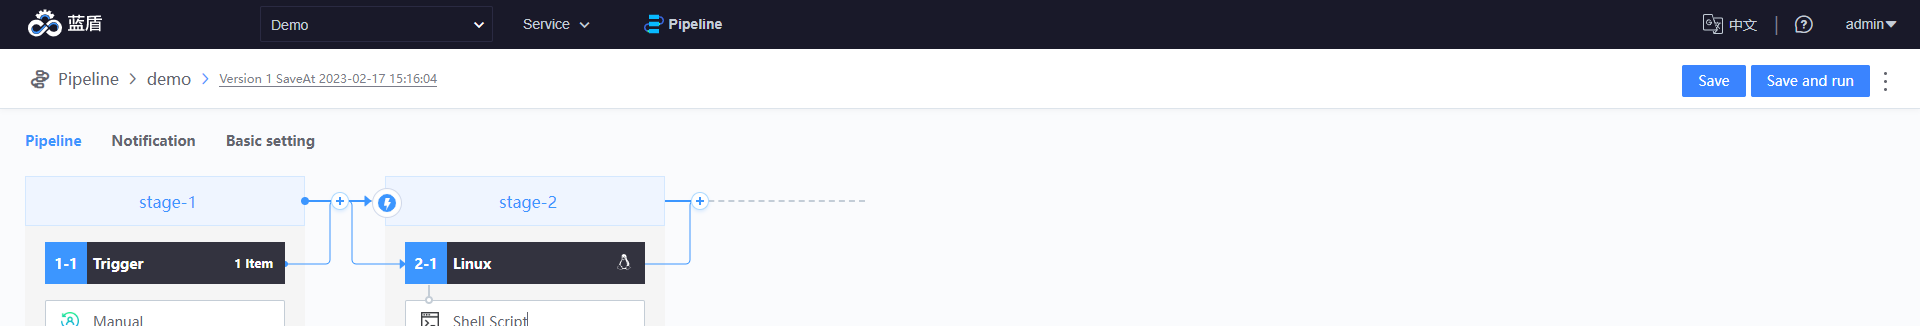 蓝盾 Demo Service Pipeline 中文 admin
Pipeline demo Version 1 SaveAt 2023-02-17 15:16:04 Save Save and run
Pipeline Notification Basic setting
stage-1 stage-2
1-1 Trigger 1 Item 2-1 Linux
Manual Shell Script